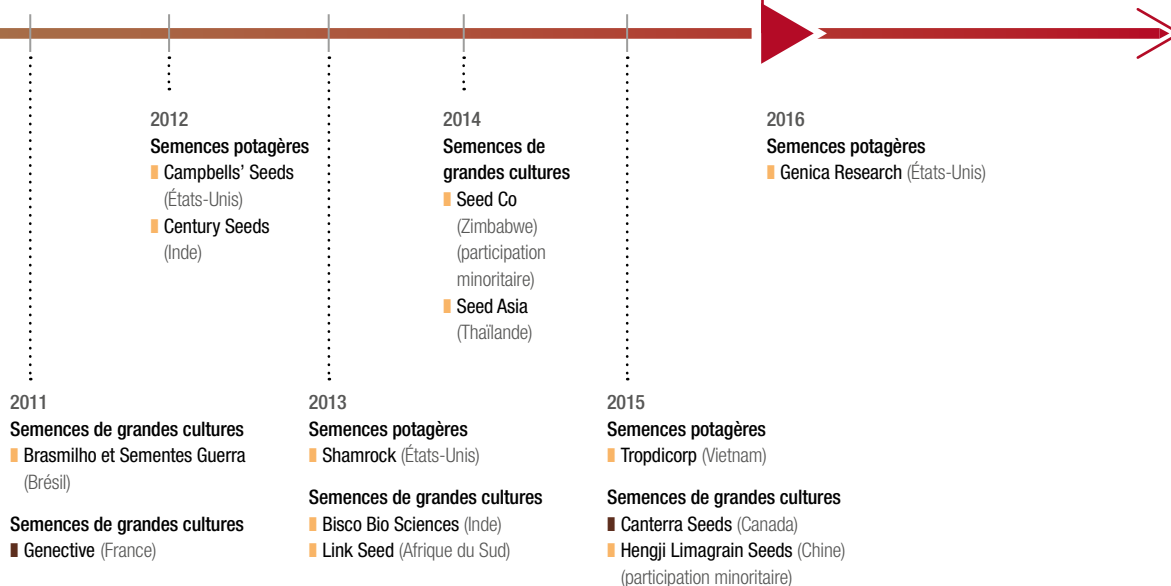 2012
Semences potagères
Campbells’ Seeds
(États-Unis)
Century Seeds
(Inde)
2014
Semences de
grandes cultures
Seed Co
(Zimbabwe)
(participation
minoritaire)
Seed Asia
(Thaïlande)
2016
Semences potagères
Genica Research (États-Unis)
2011
Semences de grandes cultures
Brasmilho et Sementes Guerra
(Brésil)
Semences de grandes cultures
Genective (France)
2013
Semences potagères
Shamrock (États-Unis)
Semences de grandes cultures
Bisco Bio Sciences (Inde)
Link Seed (Afrique du Sud)
2015
Semences potagères
Tropdicorp (Vietnam)
Semences de grandes cultures
Canterra Seeds (Canada)
Hengji Limagrain Seeds (Chine)
(participation minoritaire)